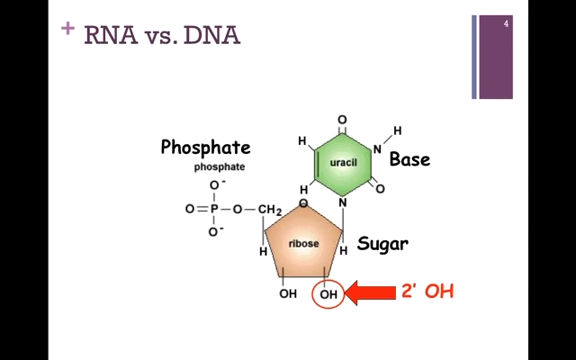 + RNA vs. DNA
4
Phosphate
phosphate
O-
O=P-O-CH2
O-
O
H
H
N
uracil
Base
H
O
O
N
ribose
Sugar
H
H
OH
OH
2' OH